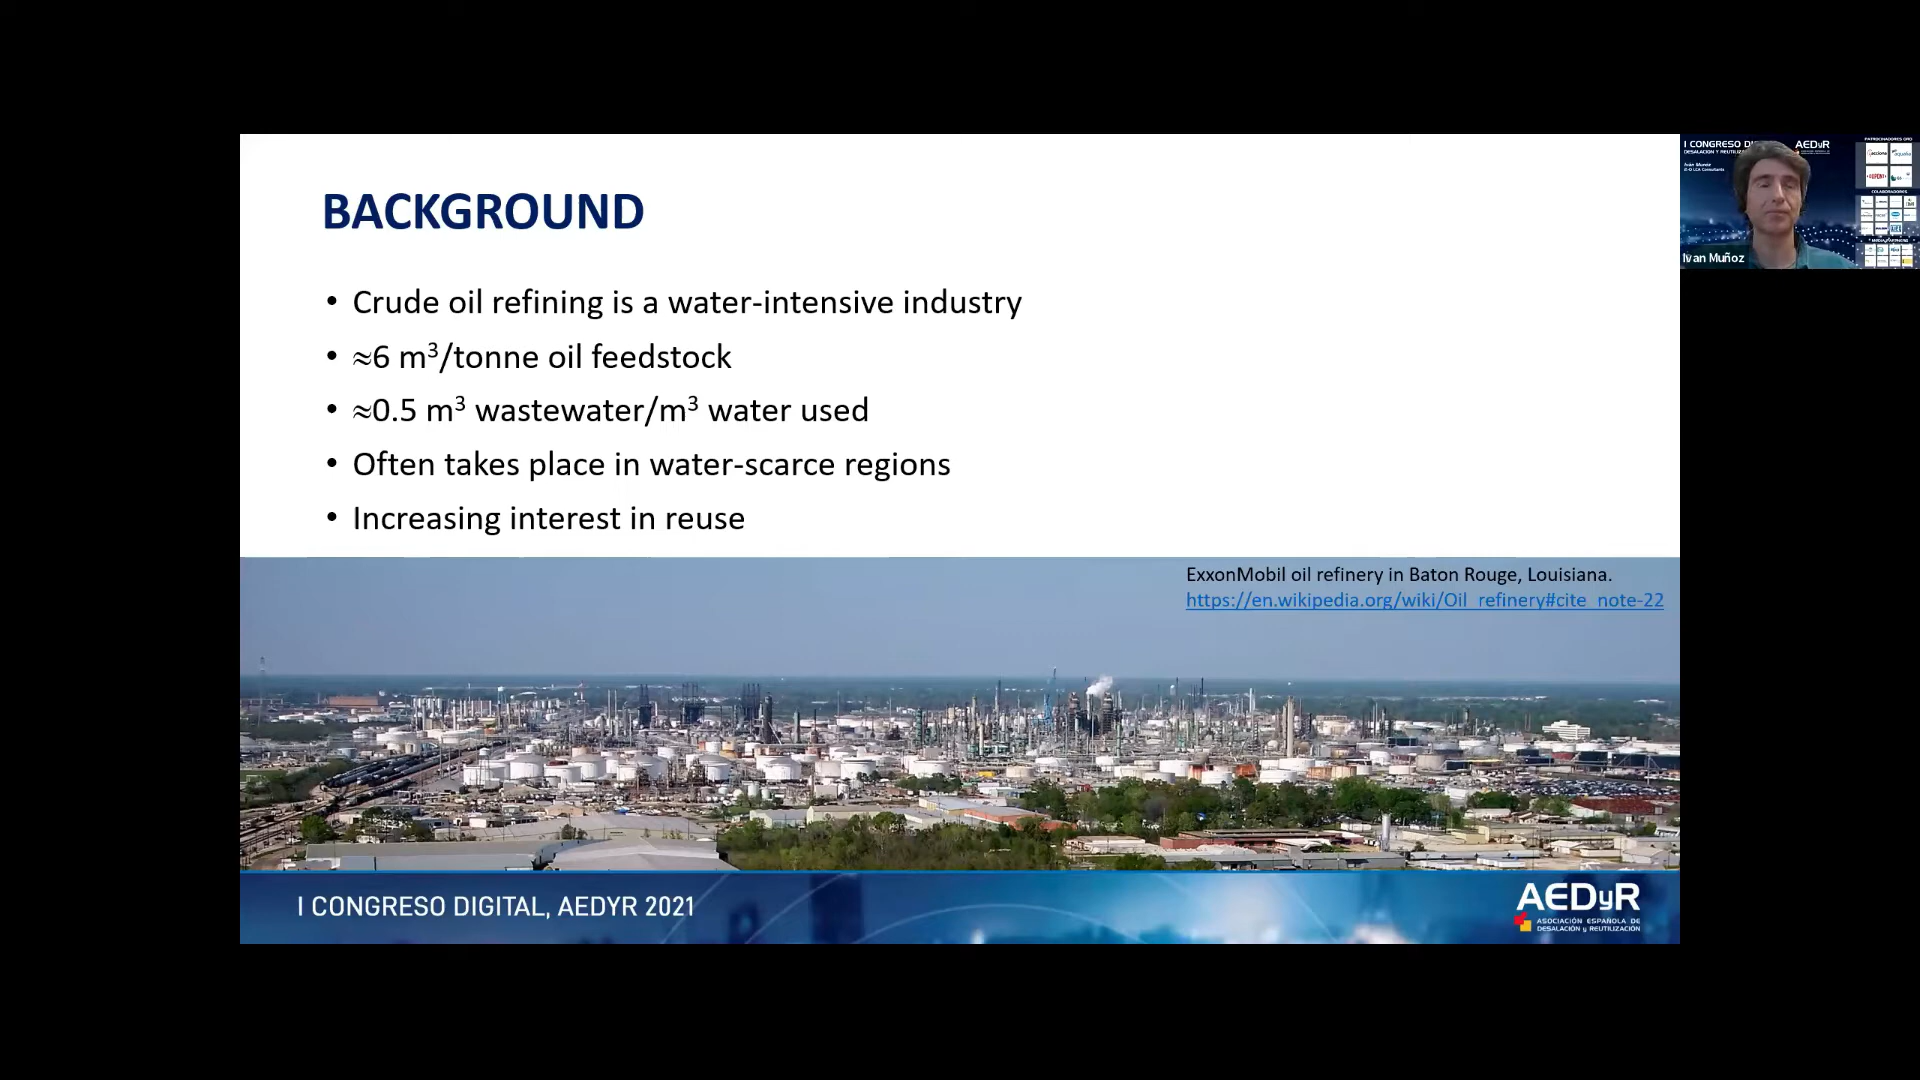 BACKGROUND
• Crude oil refining is a water-intensive industry
• ≈6 m³/tonne oil feedstock
• ≈0.5 m³ wastewater/m³ water used
• Often takes place in water-scarce regions
• Increasing interest in reuse
ExxonMobil oil refinery in Baton Rouge, Louisiana.
https://en.wikipedia.org/wiki/Oil_refinery#cite_note-22
I CONGRESO DIGITAL, AEDYR 2021
AEDyR
ASOCIACIÓN ESPAÑOLA DE
DESALACIÓN y REUTILIZACIÓN
I CONGRESO
AEDyR
Ivan Muñoz